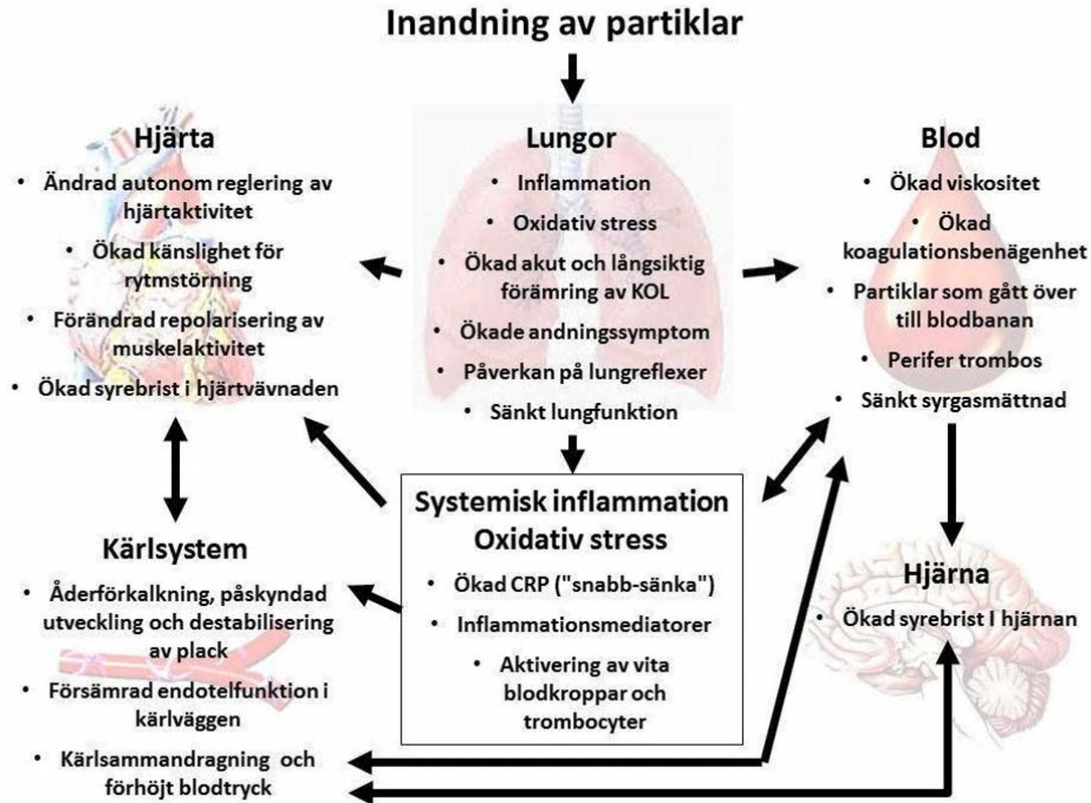 Inandning av partiklar
Hjärta
• Ändrad autonom reglering av
hjärtaktivitet
• Ökad känslighet för
rytmstörning
• Förändrad repolarisering av
muskelaktivitet
• Ökad syrebrist i hjärtvävnaden
Lungor
• Inflammation
• Oxidativ stress
• Ökad akut och långsiktig
förämring av KOL
• Ökade andningssymptom
• Påverkan på lungreflexer
• Sänkt lungfunktion
Blod
• Ökad viskositet
• Ökad
koagulationsbenägenhet
• Partiklar som gått över
till blodbanan
• Perifer trombos
• Sänkt syrgasmättnad
Kärlsystem
• Åderförkalkning, påskyndad
utveckling och destabilisering
av plack
• Försämrad endotelfunktion i
kärlväggen
• Kärlsammandragning och
förhöjt blodtryck
Systemisk inflammation
Oxidativ stress
• Ökad CRP ("snabb-sänka")
• Inflammationsmediatorer
• Aktivering av vita
blodkroppar och
trombocyter
Hjärna
• Ökad syrebrist I hjärnan